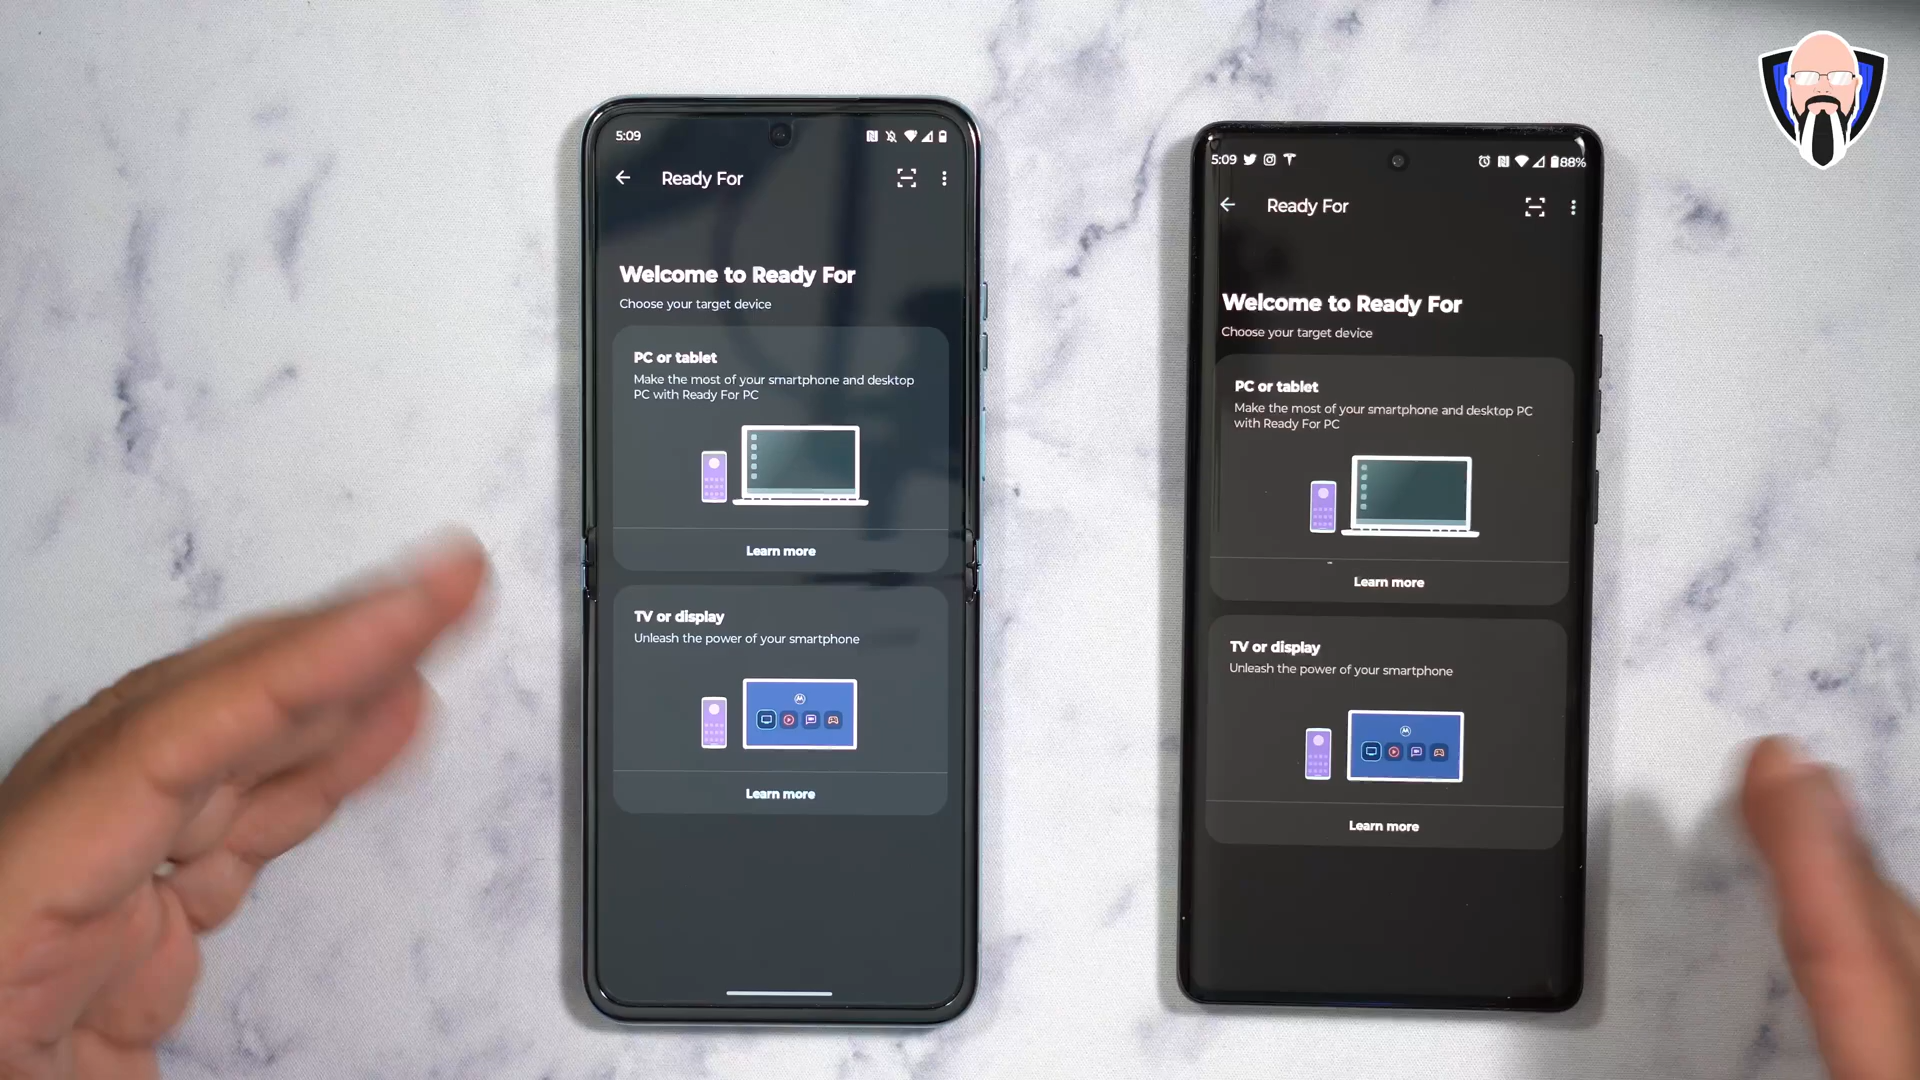 5:09
Ready For
Welcome to Ready For
Choose your target device
PC or tablet
Make the most of your smartphone and desktop
PC with Ready For PC
Learn more
TV or display
Unleash the power of your smartphone
Learn more
5:09
88%
Ready For
Welcome to Ready For
Choose your target device
PC or tablet
Make the most of your smartphone and desktop PC
with Ready For PC
Learn more
TV or display
Unleash the power of your smartphone
Learn more